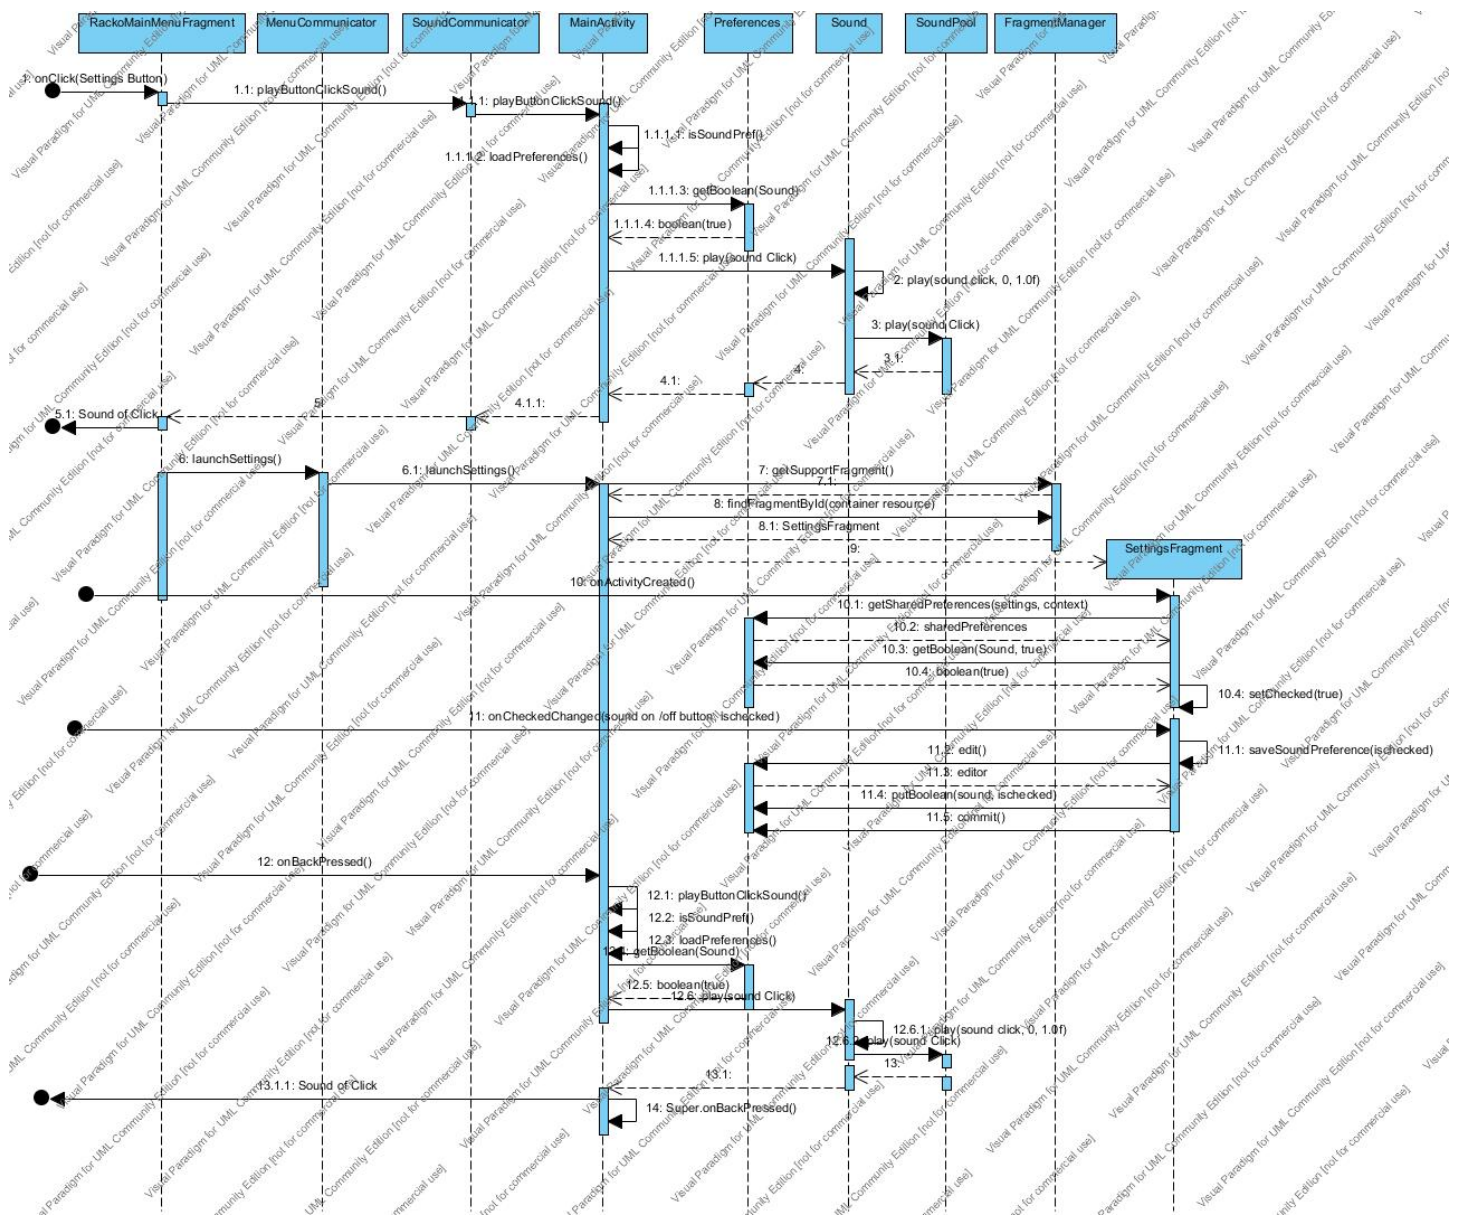 RackoMainMenuFragment
MenuCommunicator
SoundCommunicator
MainActivity
Preferences
Sound
SoundPool
FragmentManager
1: onClick(Settings Button)
1.1: playButtonClickSound()
1.1.1: playButtonClickSound()
1.1.1.1: isSoundPref()
1.1.1.2: loadPreferences()
1.1.1.3: getBoolean(Sound)
1.1.1.4: boolean(true)
1.1.1.5: play(sound Click)
2: play(sound click, 0, 1.0f)
3: play(sound Click)
3.1:
4:
4.1:
4.1.1:
5:
5.1: Sound of Click
6: launchSettings()
6.1: launchSettings()
7: getSupportFragment()
7.1:
8: findFragmentById(container resource)
8.1: SettingsFragment
9:
SettingsFragment
10: onActivityCreated()
10.1: getSharedPreferences(settings, context)
10.2: sharedPreferences
10.3: getBoolean(Sound, true)
10.4: boolean(true)
10.4: setChecked(true)
11: onCheckedChanged(sound on /off button, ischecked)
11.1: saveSoundPreference(ischecked)
11.2: edit()
11.3: editor
11.4: putBoolean(sound, ischecked)
11.5: commit()
12: onBackPressed()
12.1: playButtonClickSound()
12.2: isSoundPref()
12.3: loadPreferences()
12.4: getBoolean(Sound)
12.5: boolean(true)
12.6: play(sound Click)
12.6.1: play(sound click, 0, 1.0f)
12.6.2: play(sound Click)
13:
13.1:
13.1.1: Sound of Click
14: Super.onBackPressed()
Visual Paradigm for UML Community Edition [not for commercial use]